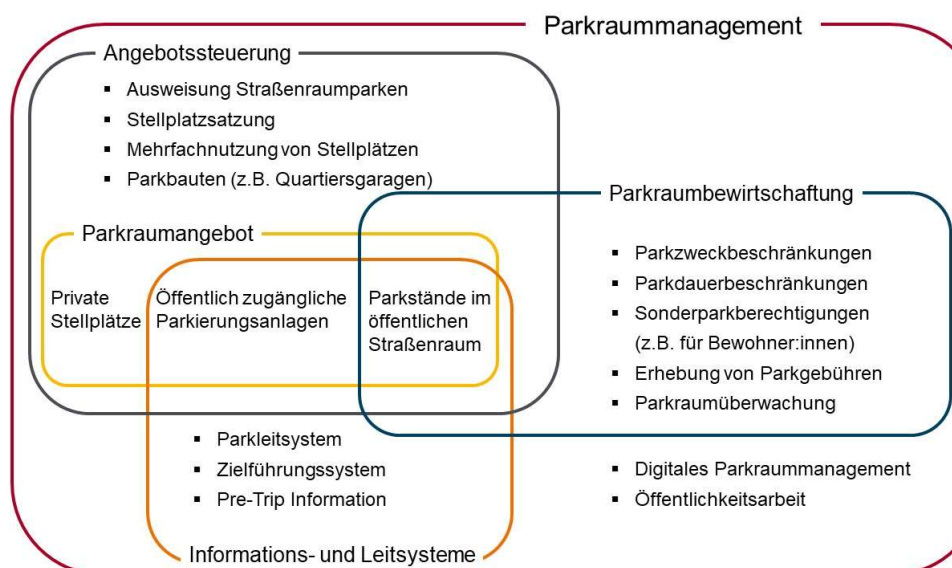 Parkraummanagement
Angebotssteuerung
▪ Ausweisung Straßenraumparken
▪ Stellplatzsatzung
▪ Mehrfachnutzung von Stellplätzen
▪ Parkbauten (z.B. Quartiersgaragen)
Parkraumbewirtschaftung
▪ Parkzweckbeschränkungen
▪ Parkdauerbeschränkungen
▪ Sonderparkberechtigungen
(z.B. für Bewohner:innen)
▪ Erhebung von Parkgebühren
▪ Parkraumüberwachung
Parkraumangebot
Private
Stellplätze
Öffentlich zugängliche
Parkierungsanlagen
Parkstände im
öffentlichen
Straßenraum
▪ Parkleitsystem
▪ Zielführungssystem
▪ Pre-Trip Information
▪ Digitales Parkraummanagement
▪ Öffentlichkeitsarbeit
Informations- und Leitsysteme